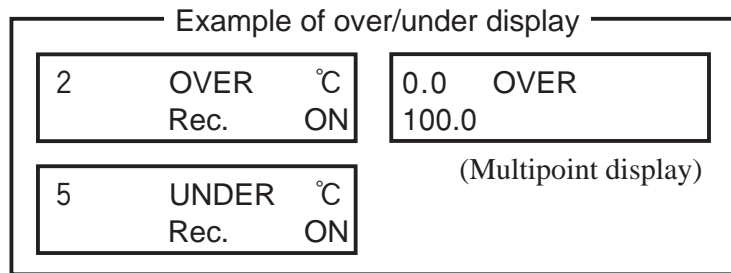 Example of over/under display
2 OVER ℃
Rec. ON
0.0 OVER
100.0
(Multipoint display)
5 UNDER ℃
Rec. ON